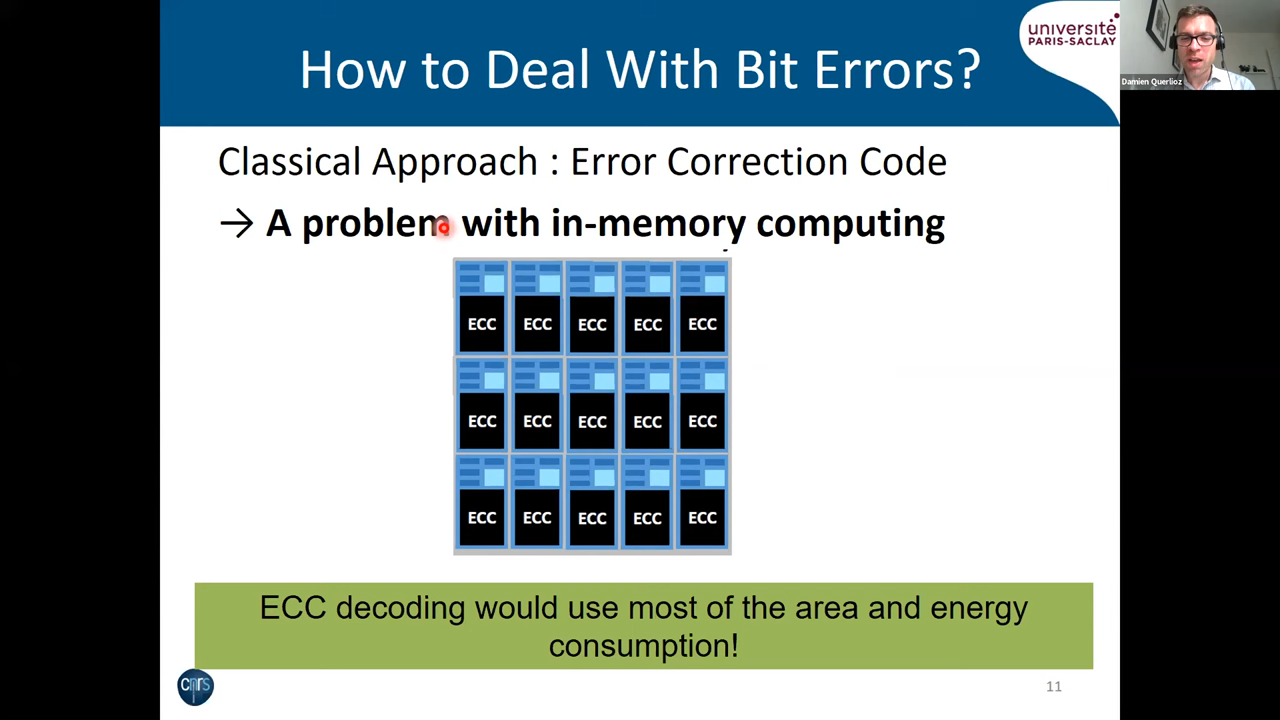 How to Deal With Bit Errors?
université
PARIS-SACLAY
Damien Querlioz
Classical Approach : Error Correction Code
→ A problem with in-memory computing
ECC ECC ECC ECC ECC
ECC ECC ECC ECC ECC
ECC ECC ECC ECC ECC
ECC decoding would use most of the area and energy
consumption!
cnrs
11